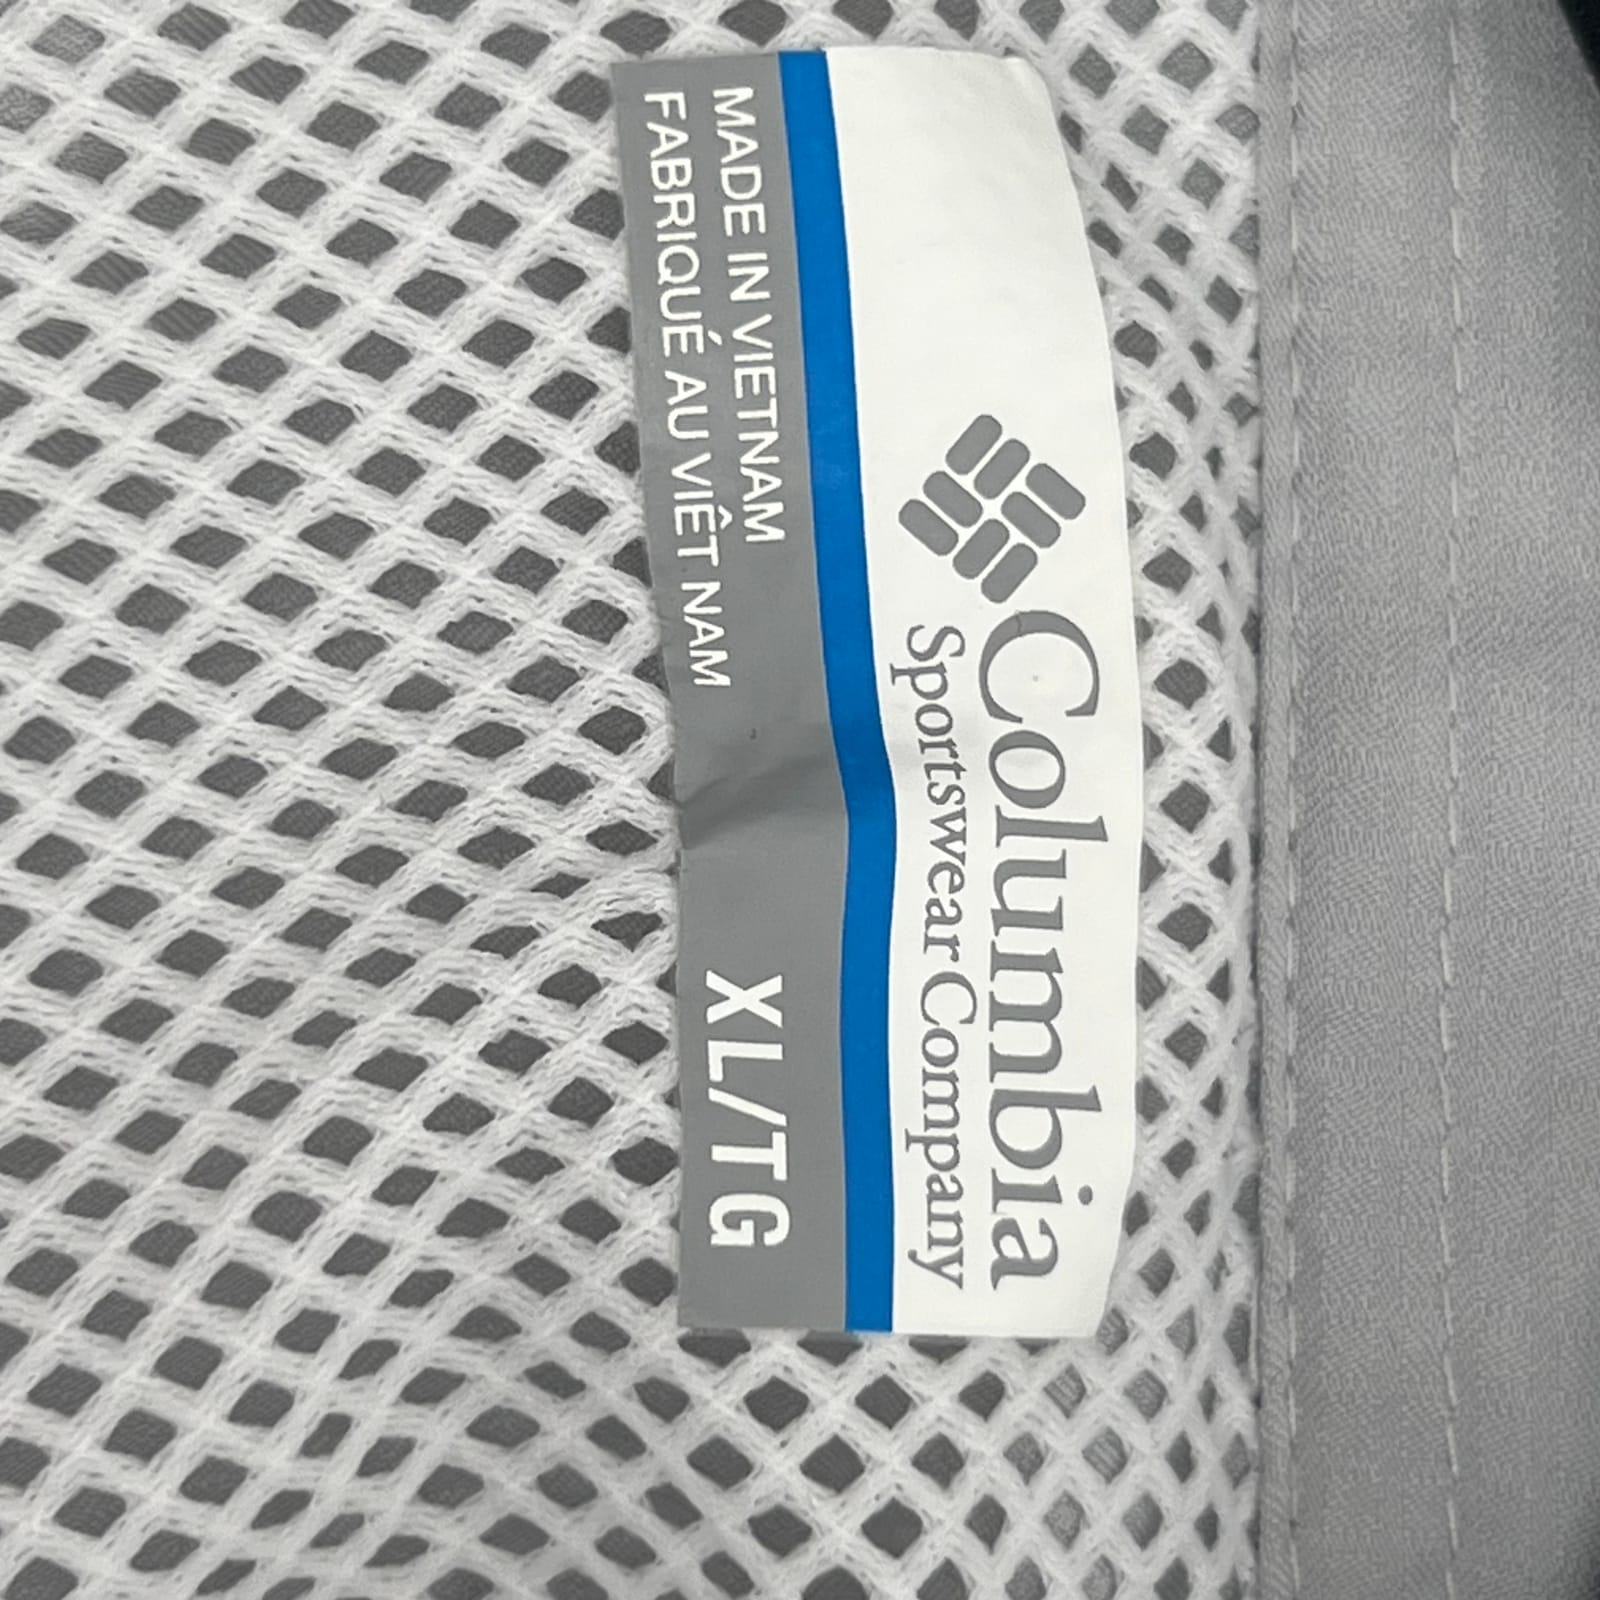 Columbia
Sportswear Company
MADE IN VIETNAM
FABRIQUÉ AU VIÊT NAM
XL/TG